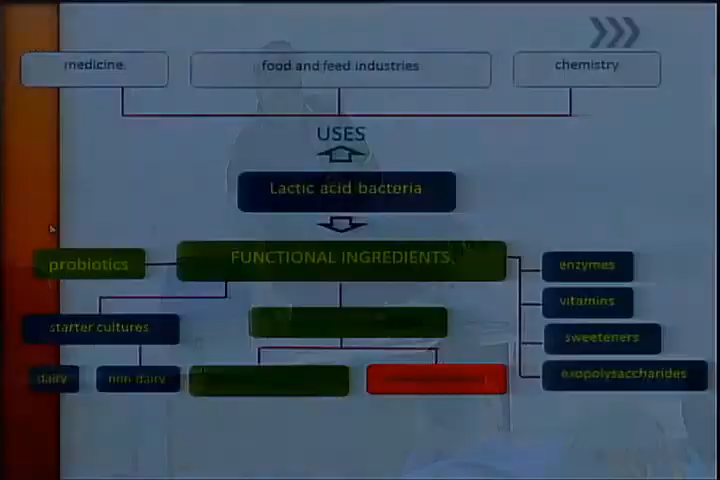 medicine
food and feed industries
chemistry
USES
Lactic acid bacteria
probiotics
FUNCTIONAL INGREDIENTS
enzymes
vitamins
starter cultures
sweeteners
dairy
non dairy
exopolysaccharides